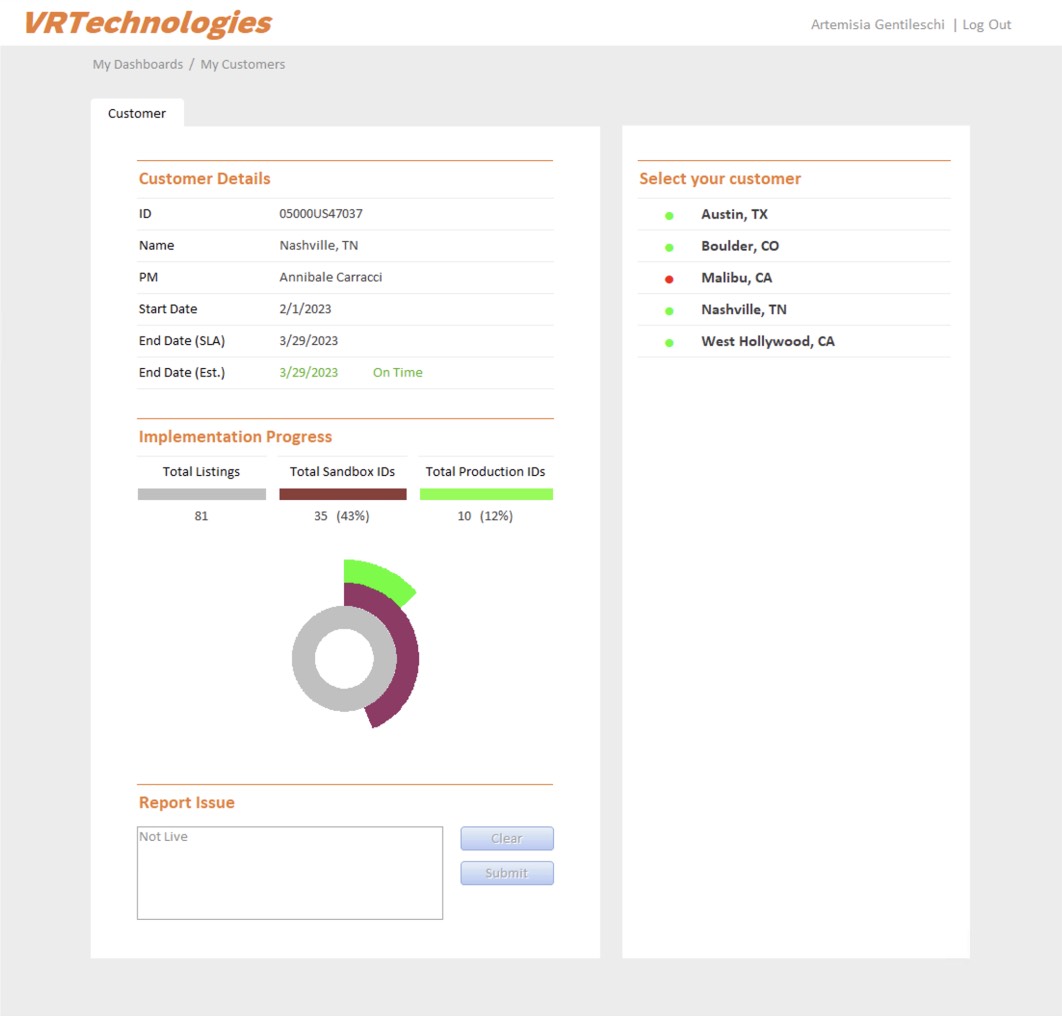 VRTechnologies
Artemisia Gentileschi | Log Out
My Dashboards / My Customers
Customer
Customer Details
ID 05000US47037
Name Nashville, TN
PM Annibale Carracci
Start Date 2/1/2023
End Date (SLA) 3/29/2023
End Date (Est.) 3/29/2023 On Time
Implementation Progress
Total Listings Total Sandbox IDs Total Production IDs
81 35 (43%) 10 (12%)
Report Issue
Not Live
Clear
Submit
Select your customer
Austin, TX
Boulder, CO
Malibu, CA
Nashville, TN
West Hollywood, CA